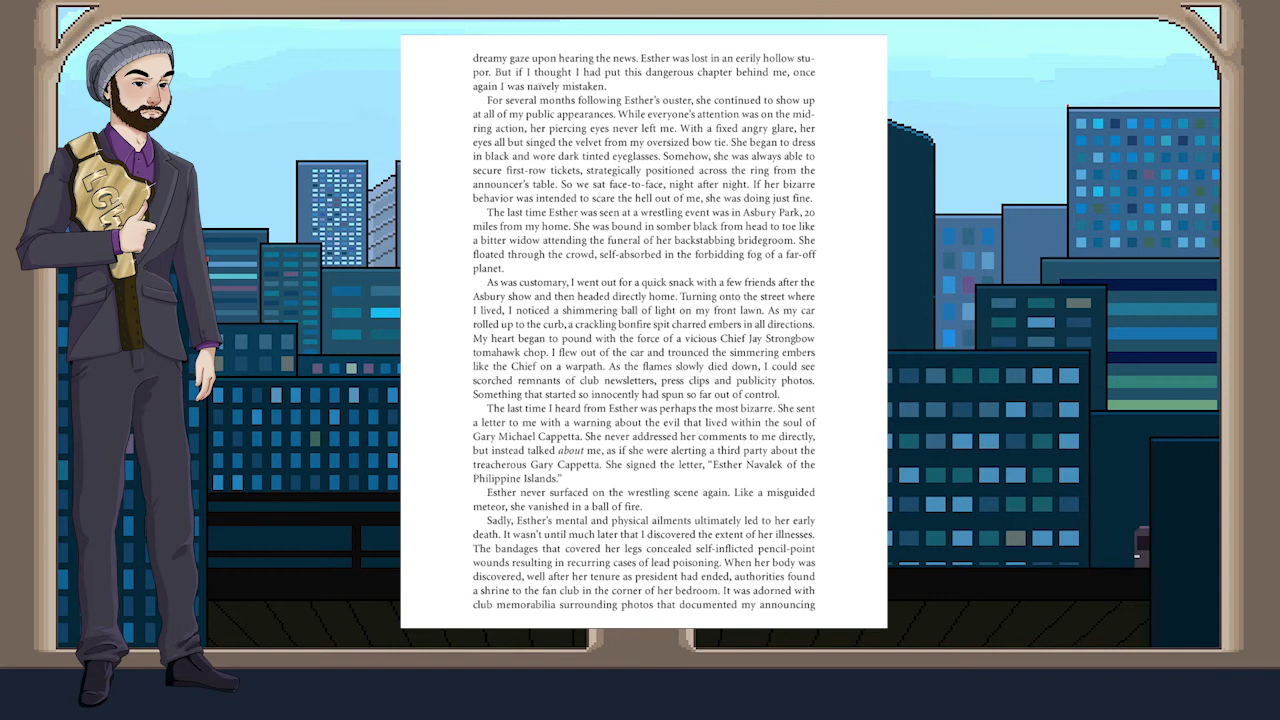 dreamy gaze upon hearing the news. Esther was lost in an eerily hollow stu-
por. But if I thought I had put this dangerous chapter behind me, once
again I was naïvely mistaken.
For several months following Esther's ouster, she continued to show up
at all of my public appearances. While everyone's attention was on the mid-
ring action, her piercing eyes never left me. With a fixed angry glare, her
eyes all but singed the velvet from my oversized bow tie. She began to dress
in black and wore dark tinted eyeglasses. Somehow, she was always able to
secure first-row tickets, strategically positioned across the ring from the
announcer's table. So we sat face-to-face, night after night. If her bizarre
behavior was intended to scare the hell out of me, she was doing just fine.
The last time Esther was seen at a wrestling event was in Asbury Park, 20
miles from my home. She was bound in somber black from head to toe like
a bitter widow attending the funeral of her backstabbing bridegroom. She
floated through the crowd, self-absorbed in the forbidding fog of a far-off
planet.
As was customary, I went out for a quick snack with a few friends after the
Asbury show and then headed directly home. Turning onto the street where
I lived, I noticed a shimmering ball of light on my front lawn. As my car
rolled up to the curb, a crackling bonfire spit charred embers in all directions.
My heart began to pound with the force of a vicious Chief Jay Strongbow
tomahawk chop. I flew out of the car and trounced the simmering embers
like the Chief on a warpath. As the flames slowly died down, I could see
scorched remnants of club newsletters, press clips and publicity photos.
Something that started so innocently had spun so far out of control.
The last time I heard from Esther was perhaps the most bizarre. She sent
a letter to me with a warning about the evil that lived within the soul of
Gary Michael Cappetta. She never addressed her comments to me directly,
but instead talked about me, as if she were alerting a third party about the
treacherous Gary Cappetta. She signed the letter, "Esther Navalek of the
Philippine Islands."
Esther never surfaced on the wrestling scene again. Like a misguided
meteor, she vanished in a ball of fire.
Sadly, Esther's mental and physical ailments ultimately led to her early
death. It wasn't until much later that I discovered the extent of her illnesses.
The bandages that covered her legs concealed self-inflicted pencil-point
wounds resulting in recurring cases of lead poisoning. When her body was
discovered, well after her tenure as president had ended, authorities found
a shrine to the fan club in the corner of her bedroom. It was adorned with
club memorabilia surrounding photos that documented my announcing